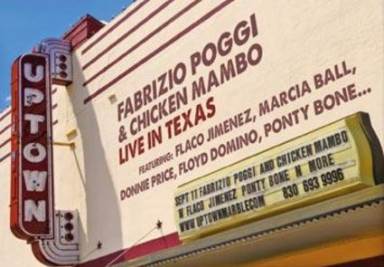 UPTOWN
FABRIZIO POGGI
& CHICKEN MAMBO
LIVE IN TEXAS
FEATURING: FLACO JIMENEZ, MARCIA BALL,
DONNIE PRICE, FLOYD DOMINO, PONTY BONE...
SEPT 17 FABRIZIO POGGI AND CHICKEN MAMBO
W FLACO JIMENEZ PONTY BONE N MORE
WWW.UPTOWNMARBLE.COM 830 693 9996